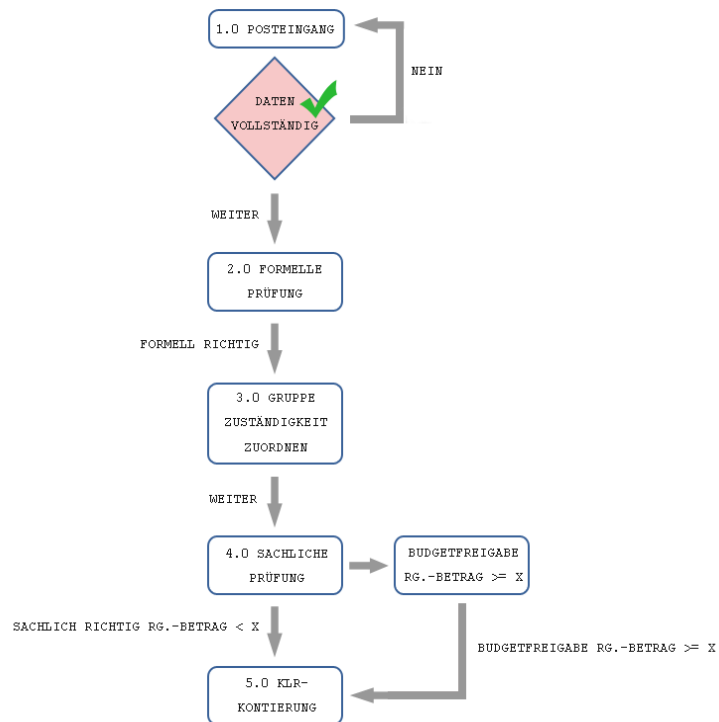 1.0 POSTEINGANG
NEIN
DATEN
VOLLSTÄNDIG
WEITER
2.0 FORMELLE
PRÜFUNG
FORMELL RICHTIG
3.0 GRUPPE
ZUSTÄNDIGKEIT
ZUORDNEN
WEITER
4.0 SACHLICHE
PRÜFUNG
BUDGETFREIGABE
RG.-BETRAG >= X
SACHLICH RICHTIG RG.-BETRAG < X
BUDGETFREIGABE RG.-BETRAG >= X
5.0 KLR-
KONTIERUNG